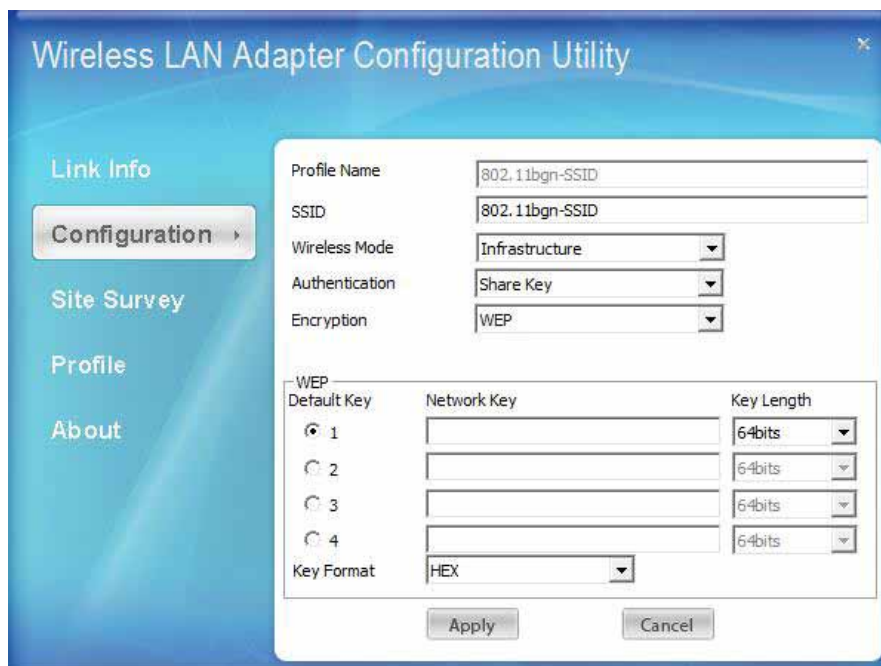 Wireless LAN Adapter Configuration Utility
Link Info
Configuration
Site Survey
Profile
About
Profile Name 802.11bgn-SSID
SSID 802.11bgn-SSID
Wireless Mode Infrastructure
Authentication Share Key
Encryption WEP
WEP
Default Key Network Key Key Length
1 64bits
2 64bits
3 64bits
4 64bits
Key Format HEX
Apply Cancel